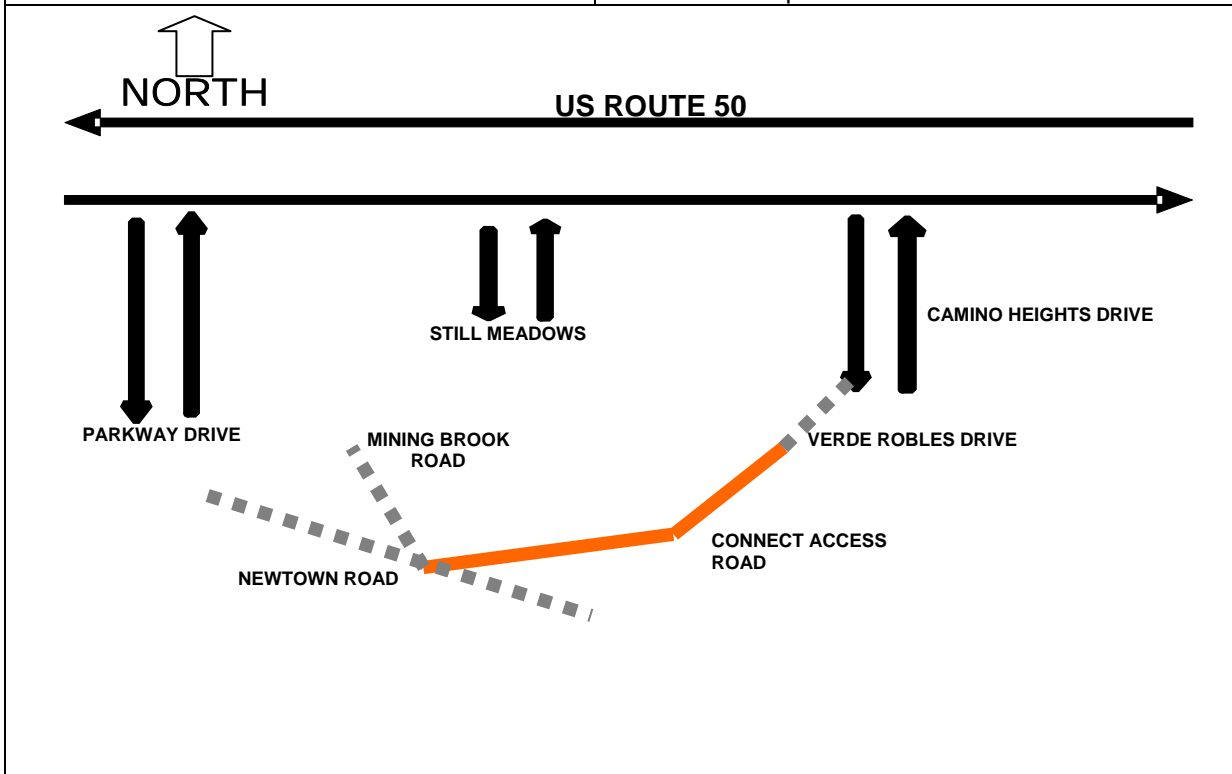 NORTH
US ROUTE 50
CAMINO HEIGHTS DRIVE
STILL MEADOWS
PARKWAY DRIVE
MINING BROOK
ROAD
VERDE ROBLES DRIVE
CONNECT ACCESS
ROAD
NEWTOWN ROAD